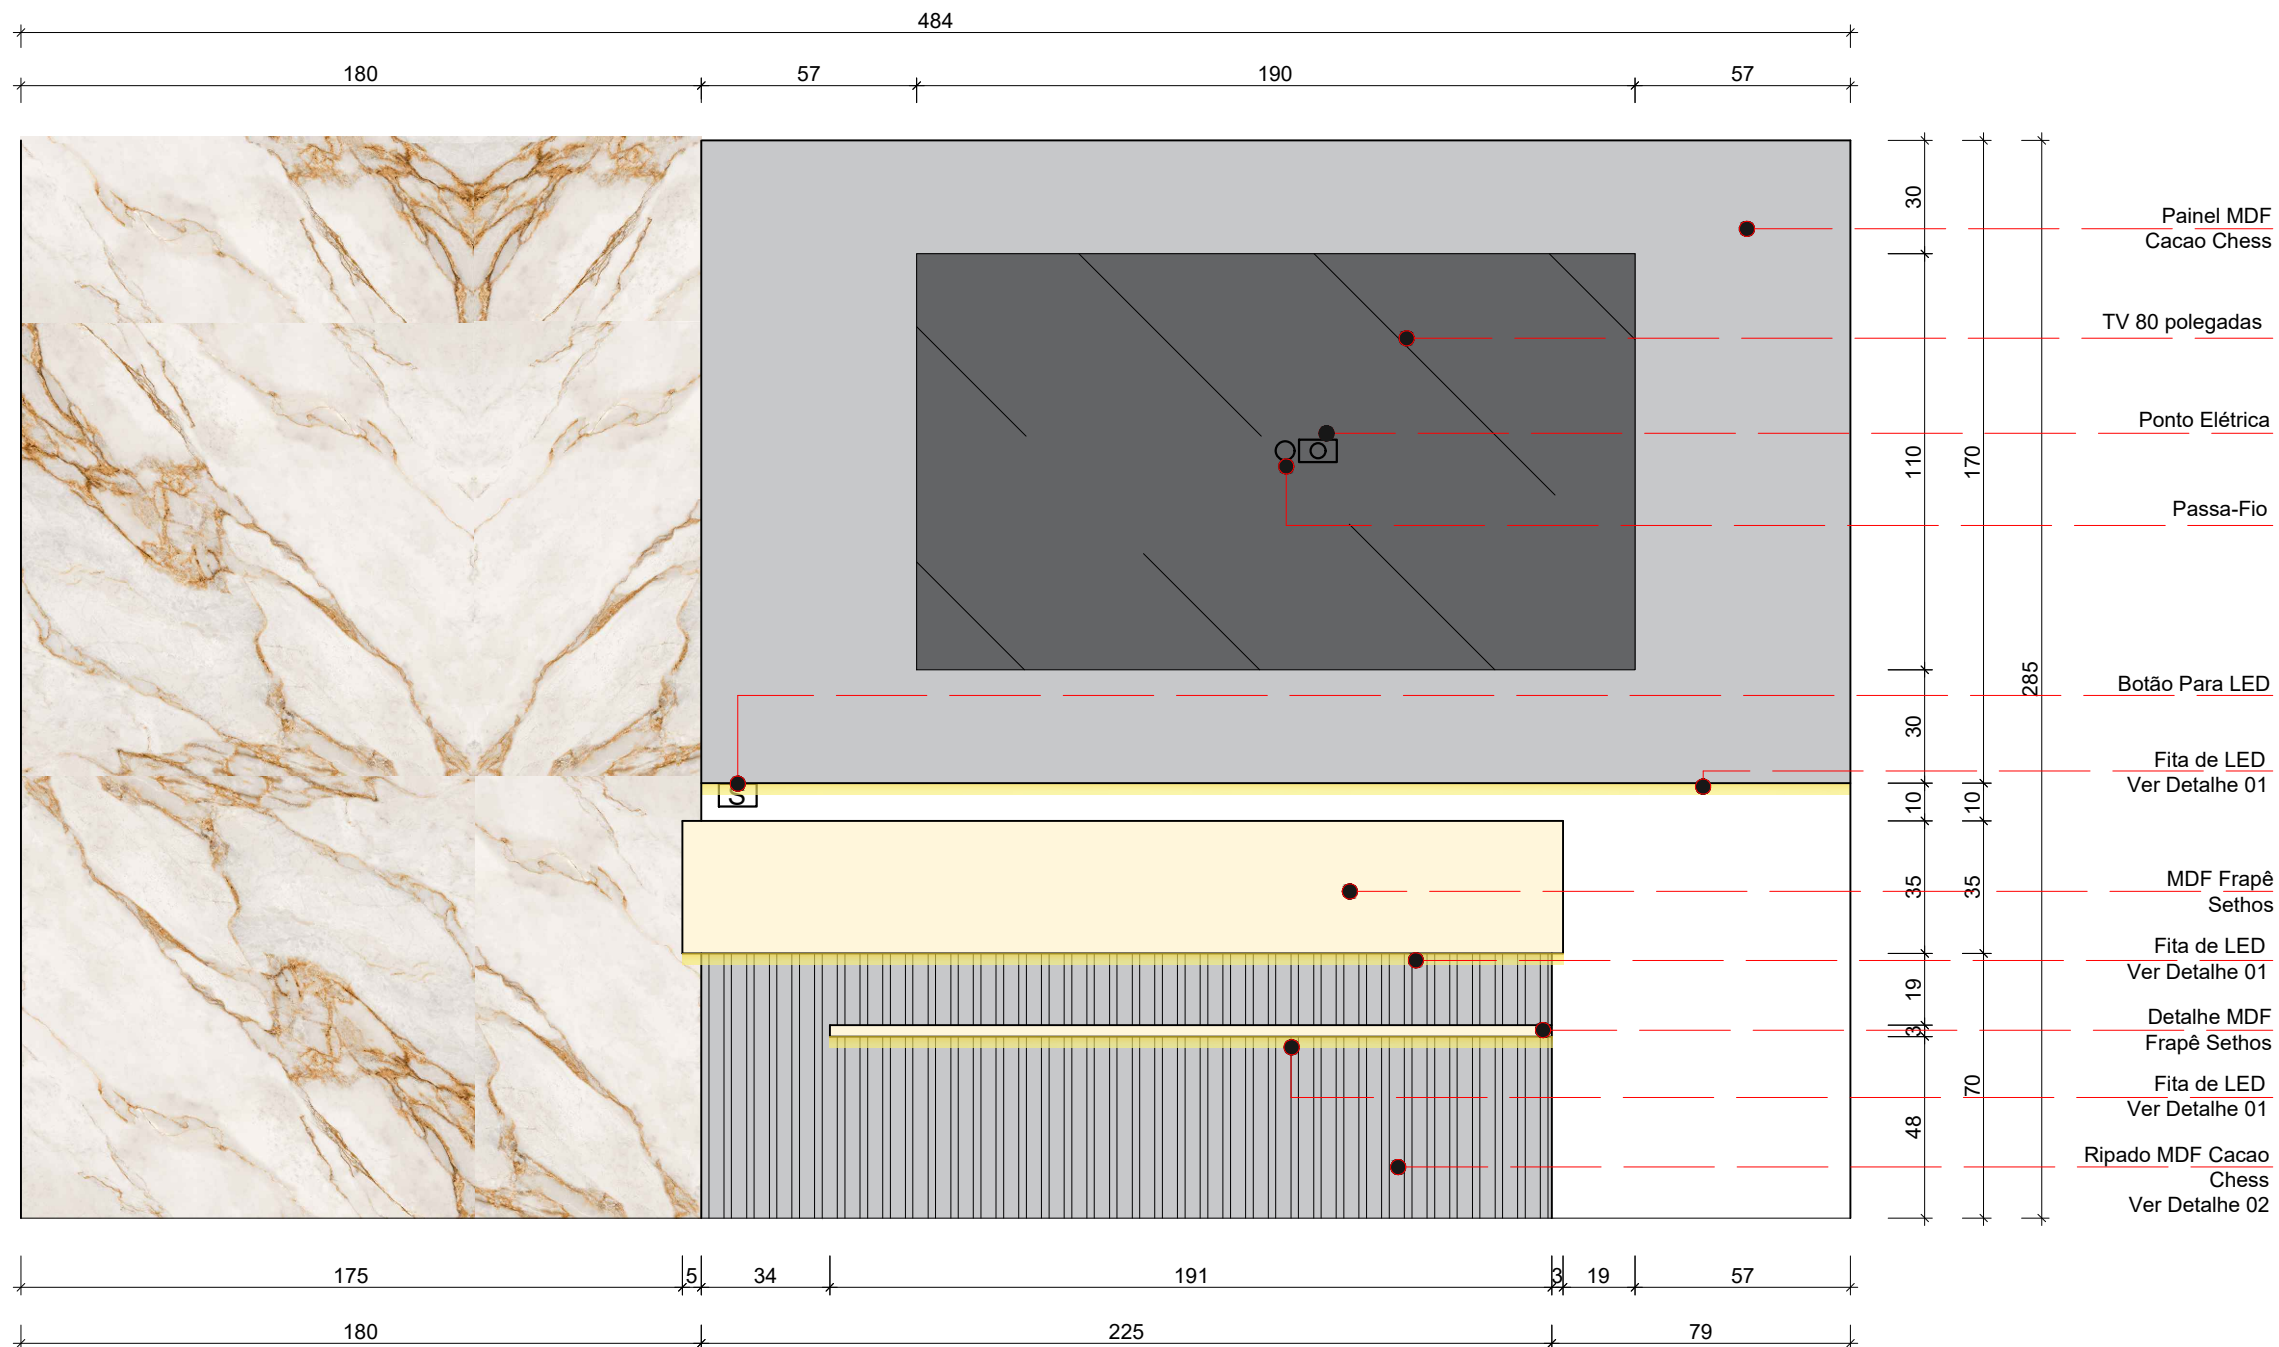 484
180
57
190
57
30
Painel MDF
Cacao Chess
TV 80 polegadas
Ponto Elétrica
110
170
Passa-Fio
285
Botão Para LED
30
Fita de LED
Ver Detalhe 01
S
10
10
35
35
MDF Frapê
Sethos
Fita de LED
Ver Detalhe 01
19
Detalhe MDF
Frapê Sethos
3
70
Fita de LED
Ver Detalhe 01
48
Ripado MDF Cacao
Chess
Ver Detalhe 02
175
5
34
191
3
19
57
180
225
79